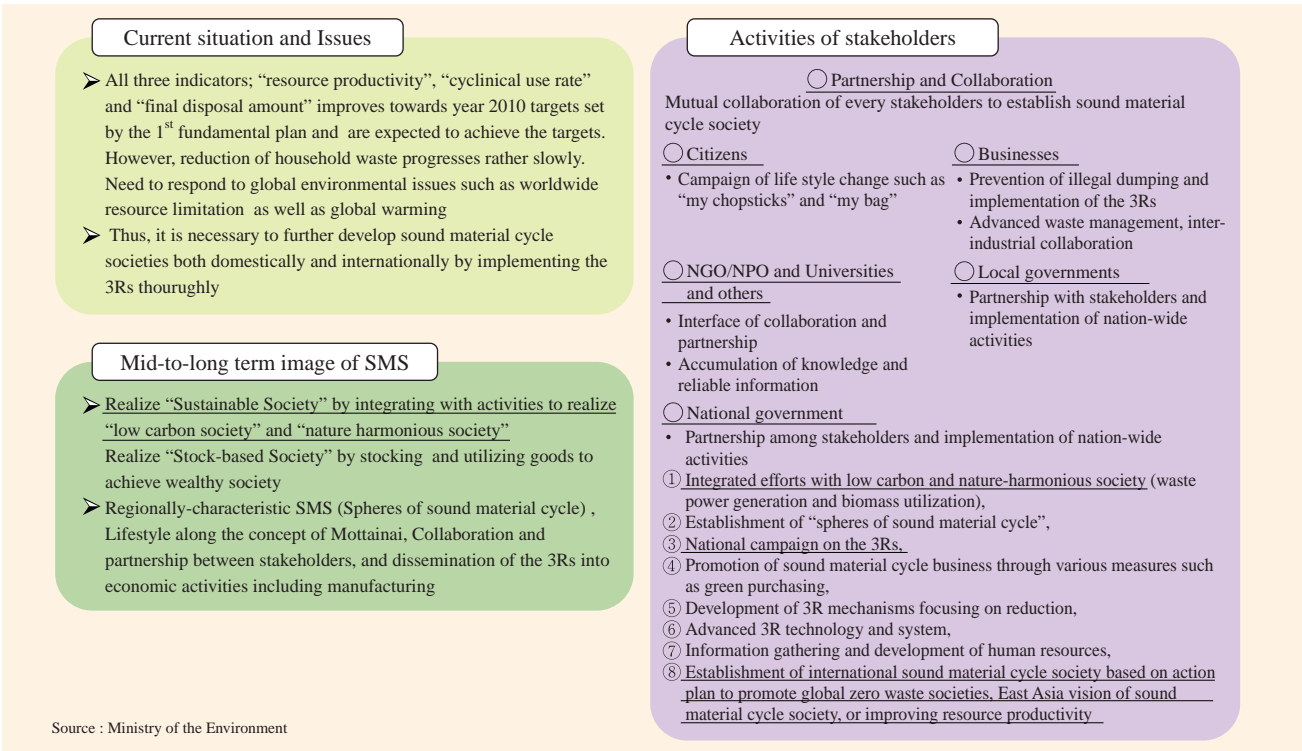 Current situation and Issues
➢ All three indicators; “resource productivity”, “cyclinical use rate”
and “final disposal amount” improves towards year 2010 targets set
by the 1st fundamental plan and are expected to achieve the targets.
However, reduction of household waste progresses rather slowly.
Need to respond to global environmental issues such as worldwide
resource limitation as well as global warming
➢ Thus, it is necessary to further develop sound material cycle
societies both domestically and internationally by implementing the
3Rs thourughly
Mid-to-long term image of SMS
➢ Realize “Sustainable Society” by integrating with activities to realize
“low carbon society” and “nature harmonious society”
Realize “Stock-based Society” by stocking and utilizing goods to
achieve wealthy society
➢ Regionally-characteristic SMS (Spheres of sound material cycle) ,
Lifestyle along the concept of Mottainai, Collaboration and
partnership between stakeholders, and dissemination of the 3Rs into
economic activities including manufacturing
Source : Ministry of the Environment
Activities of stakeholders
○ Partnership and Collaboration
Mutual collaboration of every stakeholders to establish sound material
cycle society
○ Citizens
• Campaign of life style change such as
“my chopsticks” and “my bag”
○ Businesses
• Prevention of illegal dumping and
implementation of the 3Rs
• Advanced waste management, inter-
industrial collaboration
○ NGO/NPO and Universities
and others
• Interface of collaboration and
partnership
• Accumulation of knowledge and
reliable information
○ Local governments
• Partnership with stakeholders and
implementation of nation-wide
activities
○ National government
• Partnership among stakeholders and implementation of nation-wide
activities
① Integrated efforts with low carbon and nature-harmonious society (waste
power generation and biomass utilization),
② Establishment of “spheres of sound material cycle”,
③ National campaign on the 3Rs,
④ Promotion of sound material cycle business through various measures such
as green purchasing,
⑤ Development of 3R mechanisms focusing on reduction,
⑥ Advanced 3R technology and system,
⑦ Information gathering and development of human resources,
⑧ Establishment of international sound material cycle society based on action
plan to promote global zero waste societies, East Asia vision of sound
material cycle society, or improving resource productivity